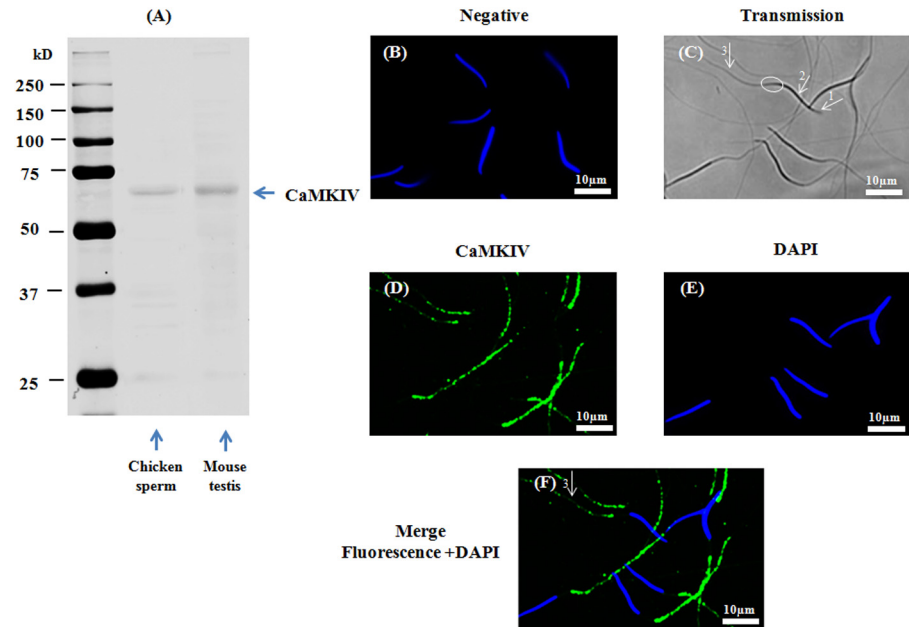 (A)
kD
250
150
100
75
50
37
25
CaMKIV
Chicken
sperm
Mouse
testis
Negative
(B)
10µm
Transmission
(C)
3
2
1
10µm
CaMKIV
(D)
10µm
DAPI
(E)
10µm
Merge
Fluorescence +DAPI
(F)
3
10µm